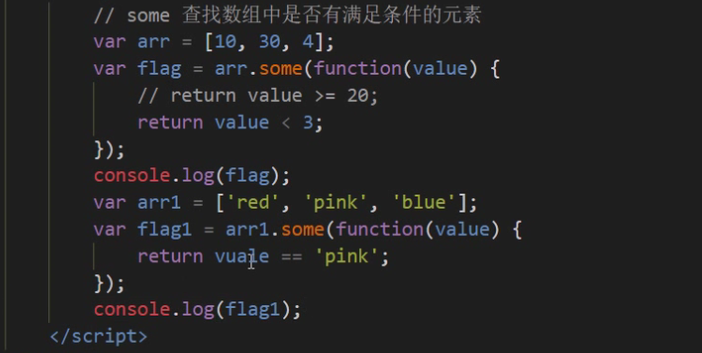 // some 查找数组中是否有满足条件的元素
var arr = [10, 30, 4];
var flag = arr.some(function(value) {
// return value >= 20;
return value < 3;
});
console.log(flag);
var arr1 = ['red', 'pink', 'blue'];
var flag1 = arr1.some(function(value) {
return vuale == 'pink';
});
console.log(flag1);
</script>